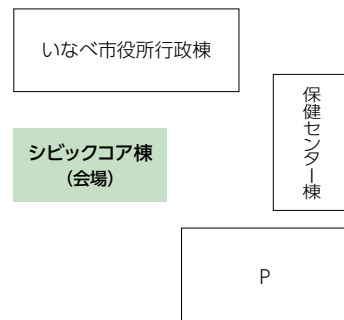 いなべ市役所行政棟
保健センター棟
シビックコア棟
(会場)
P